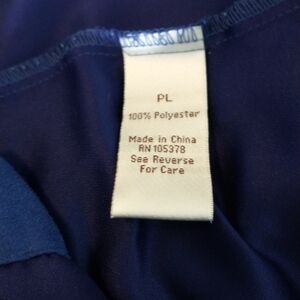 PL
100% Polyester
Made in China
RN 105378
See Reverse
For Care